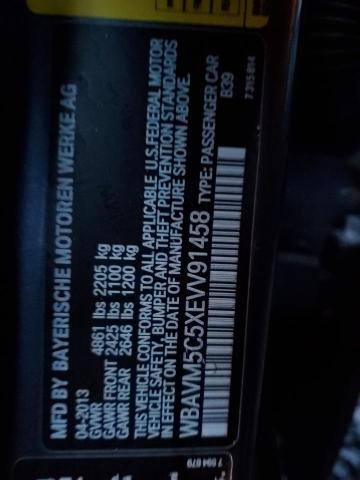 MFD BY BAYERISCHE MOTOREN WERKE AG
04-2013
GVWR 4861 lbs 2205 kg
GAWR FRONT 2425 lbs 1100 kg
GAWR REAR 2646 lbs 1200 kg
THIS VEHICLE CONFORMS TO ALL APPLICABLE U.S. FEDERAL MOTOR
VEHICLE SAFETY, BUMPER AND THEFT PREVENTION STANDARDS
IN EFFECT ON THE DATE OF MANUFACTURE SHOWN ABOVE.
WBAVM5C5XEVV91458 TYPE: PASSENGER CAR
B39